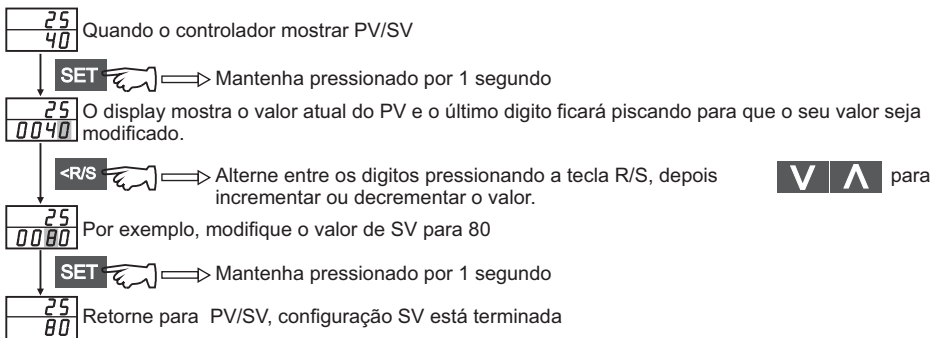 25
40 Quando o controlador mostrar PV/SV
SET Mantenha pressionado por 1 segundo
25 O display mostra o valor atual do PV e o último digito ficará piscando para que o seu valor seja
0040 modificado.
<R/S Alterne entre os digitos pressionando a tecla R/S, depois V Λ para
incrementar ou decrementar o valor.
25
0080 Por exemplo, modifique o valor de SV para 80
SET Mantenha pressionado por 1 segundo
25
80 Retorne para PV/SV, configuração SV está terminada